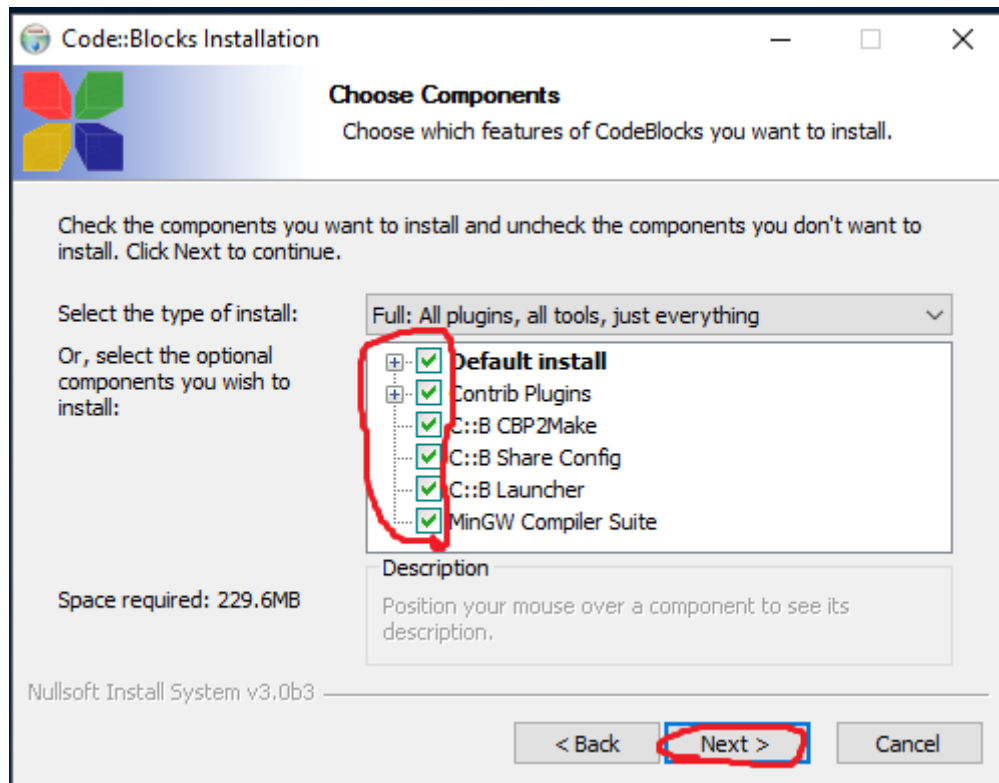 Code::Blocks Installation
Choose Components
Choose which features of CodeBlocks you want to install.
Check the components you want to install and uncheck the components you don't want to
install. Click Next to continue.
Select the type of install:
Full: All plugins, all tools, just everything
Or, select the optional
components you wish to
install:
Default install
Contrib Plugins
C::B CBP2Make
C::B Share Config
C::B Launcher
MinGW Compiler Suite
Space required: 229.6MB
Description
Position your mouse over a component to see its
description.
Nullsoft Install System v3.0b3
< Back
Next >
Cancel